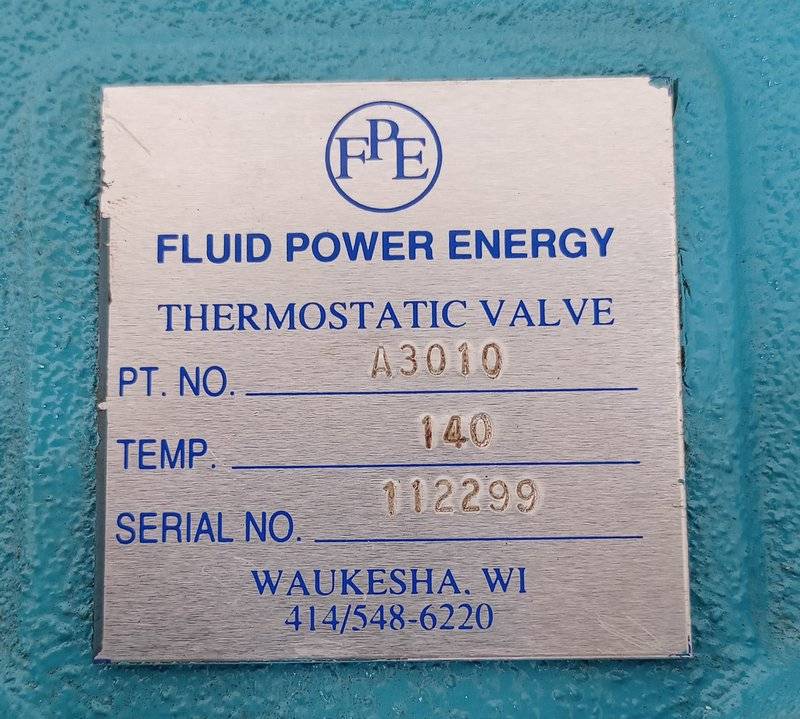 FPE
FLUID POWER ENERGY
THERMOSTATIC VALVE
PT. NO. A3010
TEMP. 140
SERIAL NO. 112299
WAUKESHA, WI
414/548-6220